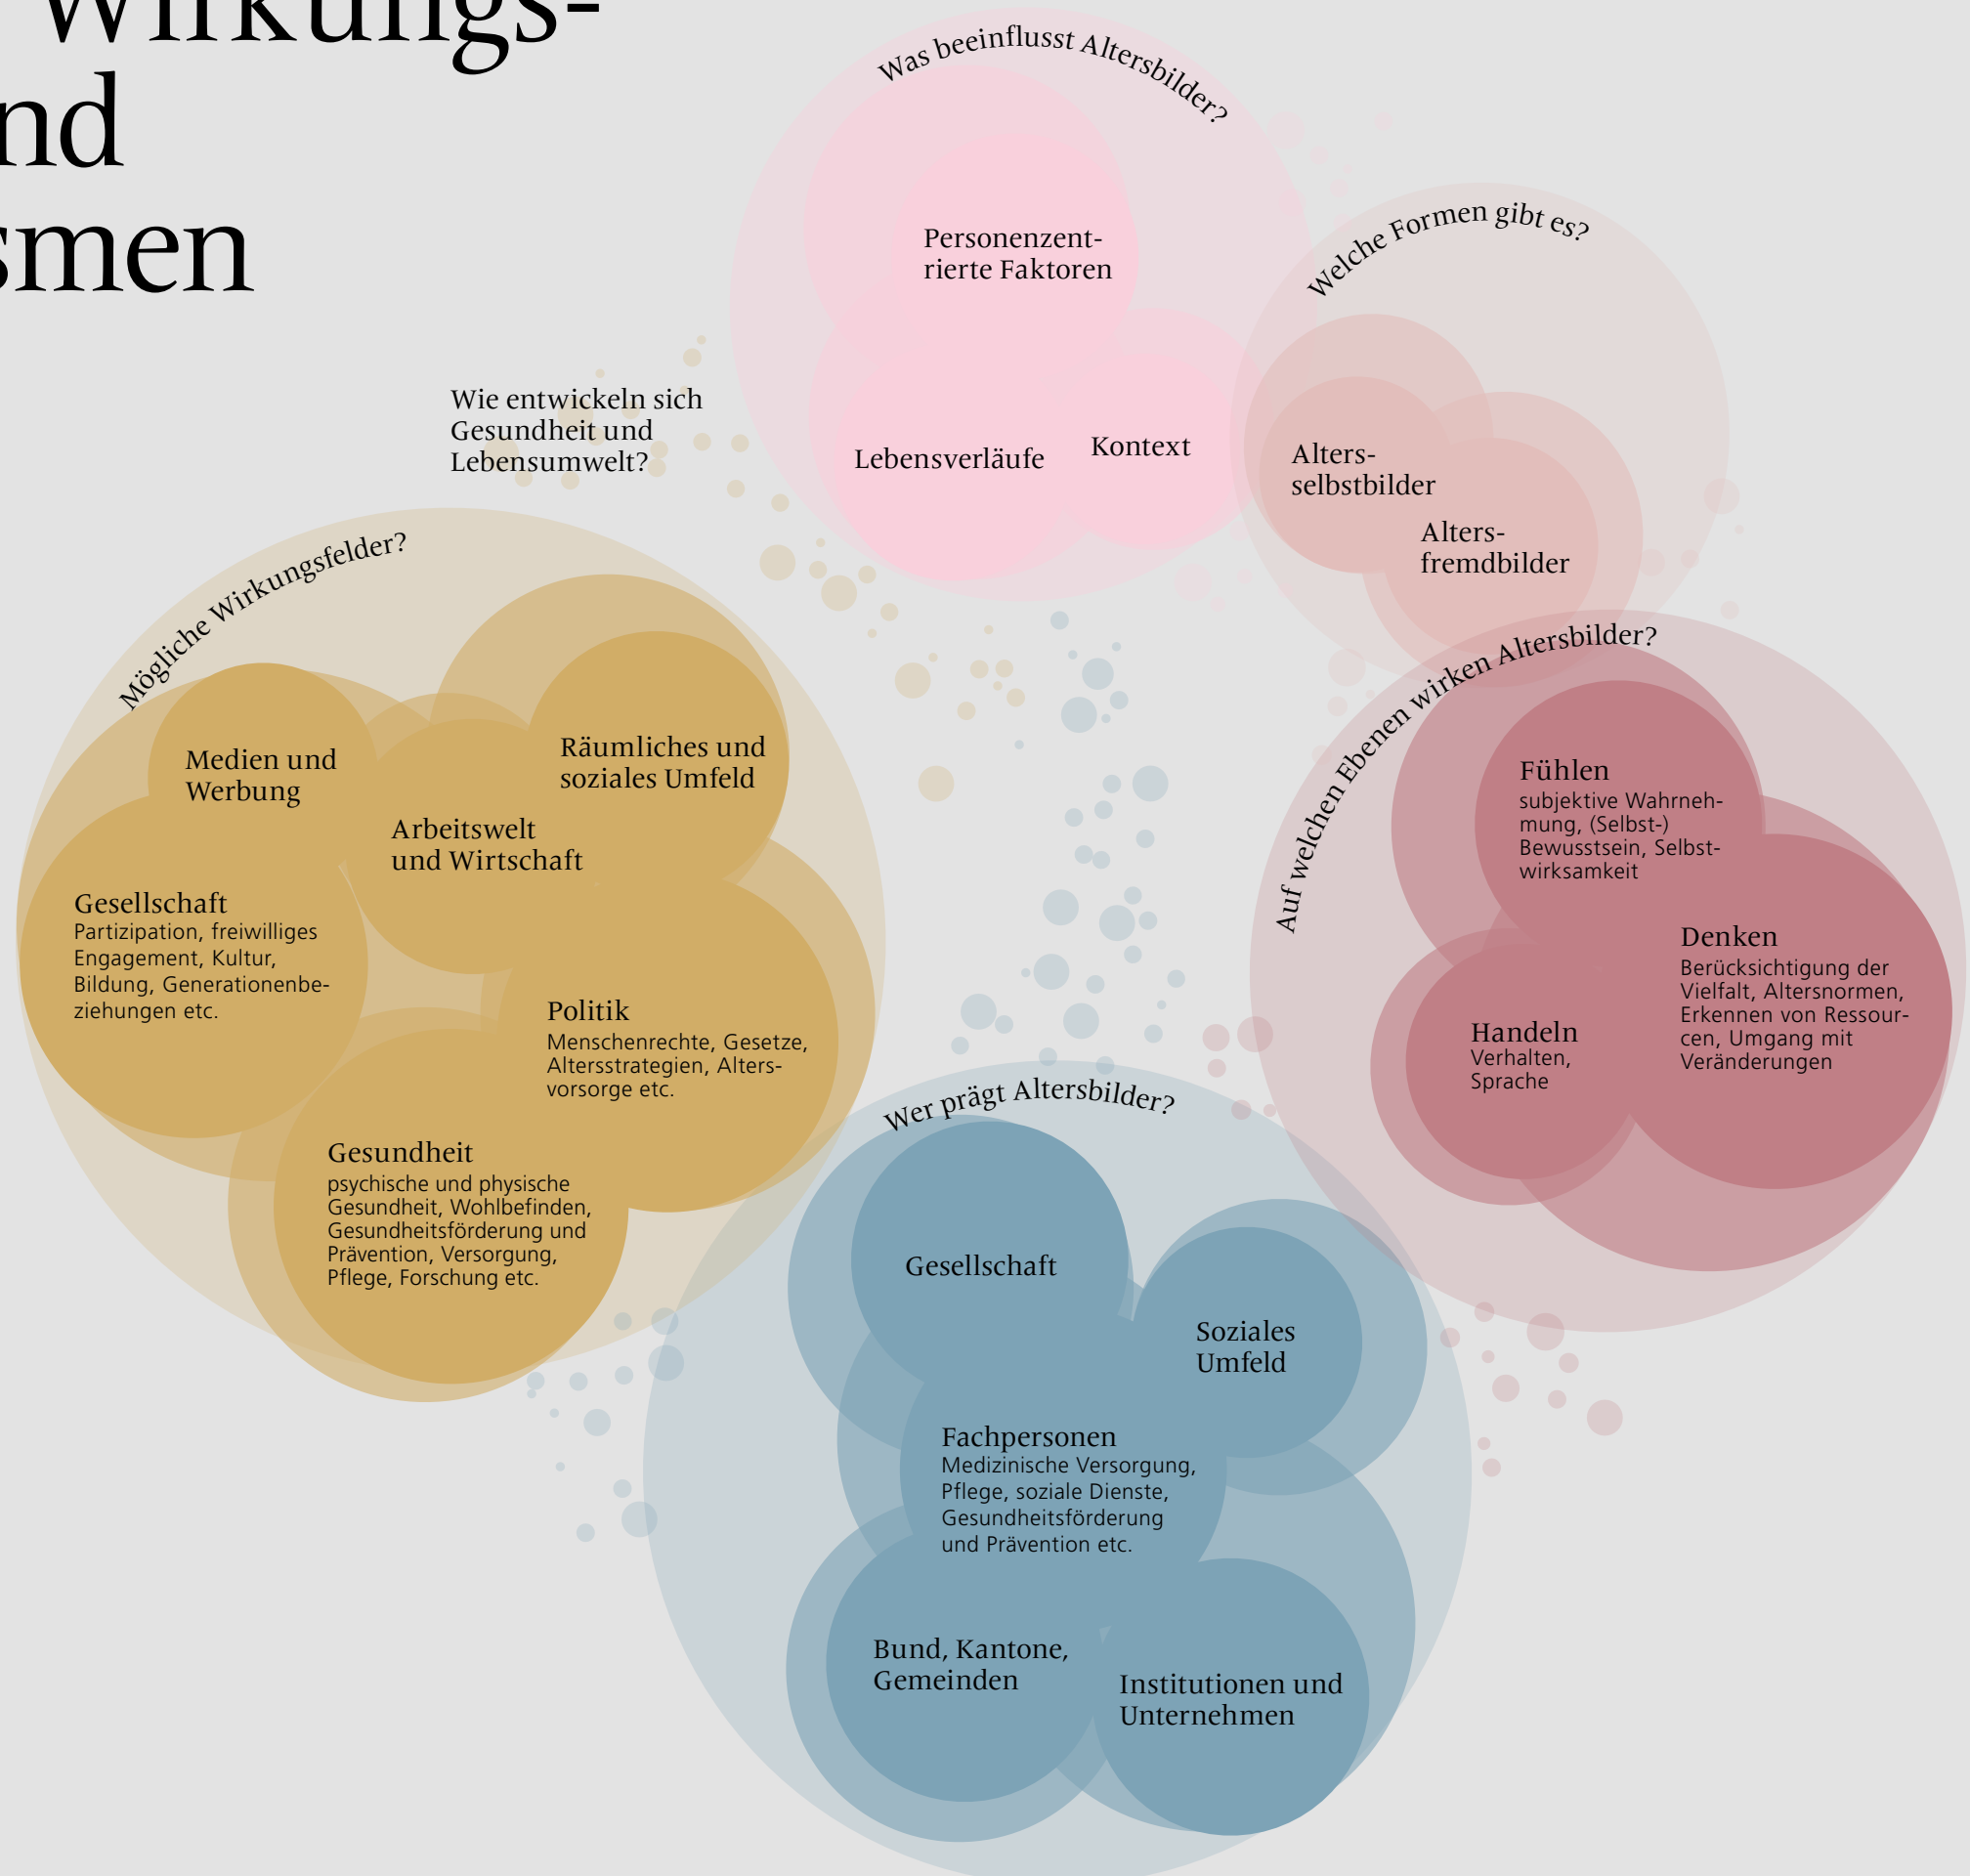 Wirkungs-
nd
smen
Was beeinflusst Altersbilder?
Personenzent-
rierte Faktoren
Lebensverläufe
Kontext
Welche Formen gibt es?
Alters-
selbstbilder
Alters-
fremdbilder
Wie entwickeln sich
Gesundheit und
Lebensumwelt?
Mögliche Wirkungsfelder?
Medien und
Werbung
Räumliches und
soziales Umfeld
Arbeitswelt
und Wirtschaft
Gesellschaft
Partizipation, freiwilliges
Engagement, Kultur,
Bildung, Generationenbe-
ziehungen etc.
Politik
Menschenrechte, Gesetze,
Altersstrategien, Alters-
vorsorge etc.
Gesundheit
psychische und physische
Gesundheit, Wohlbefinden,
Gesundheitsförderung und
Prävention, Versorgung,
Pflege, Forschung etc.
Auf welchen Ebenen wirken Altersbilder?
Fühlen
subjektive Wahrneh-
mung, (Selbst-)
Bewusstsein, Selbst-
wirksamkeit
Denken
Berücksichtigung der
Vielfalt, Altersnormen,
Erkennen von Ressour-
cen, Umgang mit
Veränderungen
Handeln
Verhalten,
Sprache
Wer prägt Altersbilder?
Gesellschaft
Soziales
Umfeld
Fachpersonen
Medizinische Versorgung,
Pflege, soziale Dienste,
Gesundheitsförderung
und Prävention etc.
Bund, Kantone,
Gemeinden
Institutionen und
Unternehmen